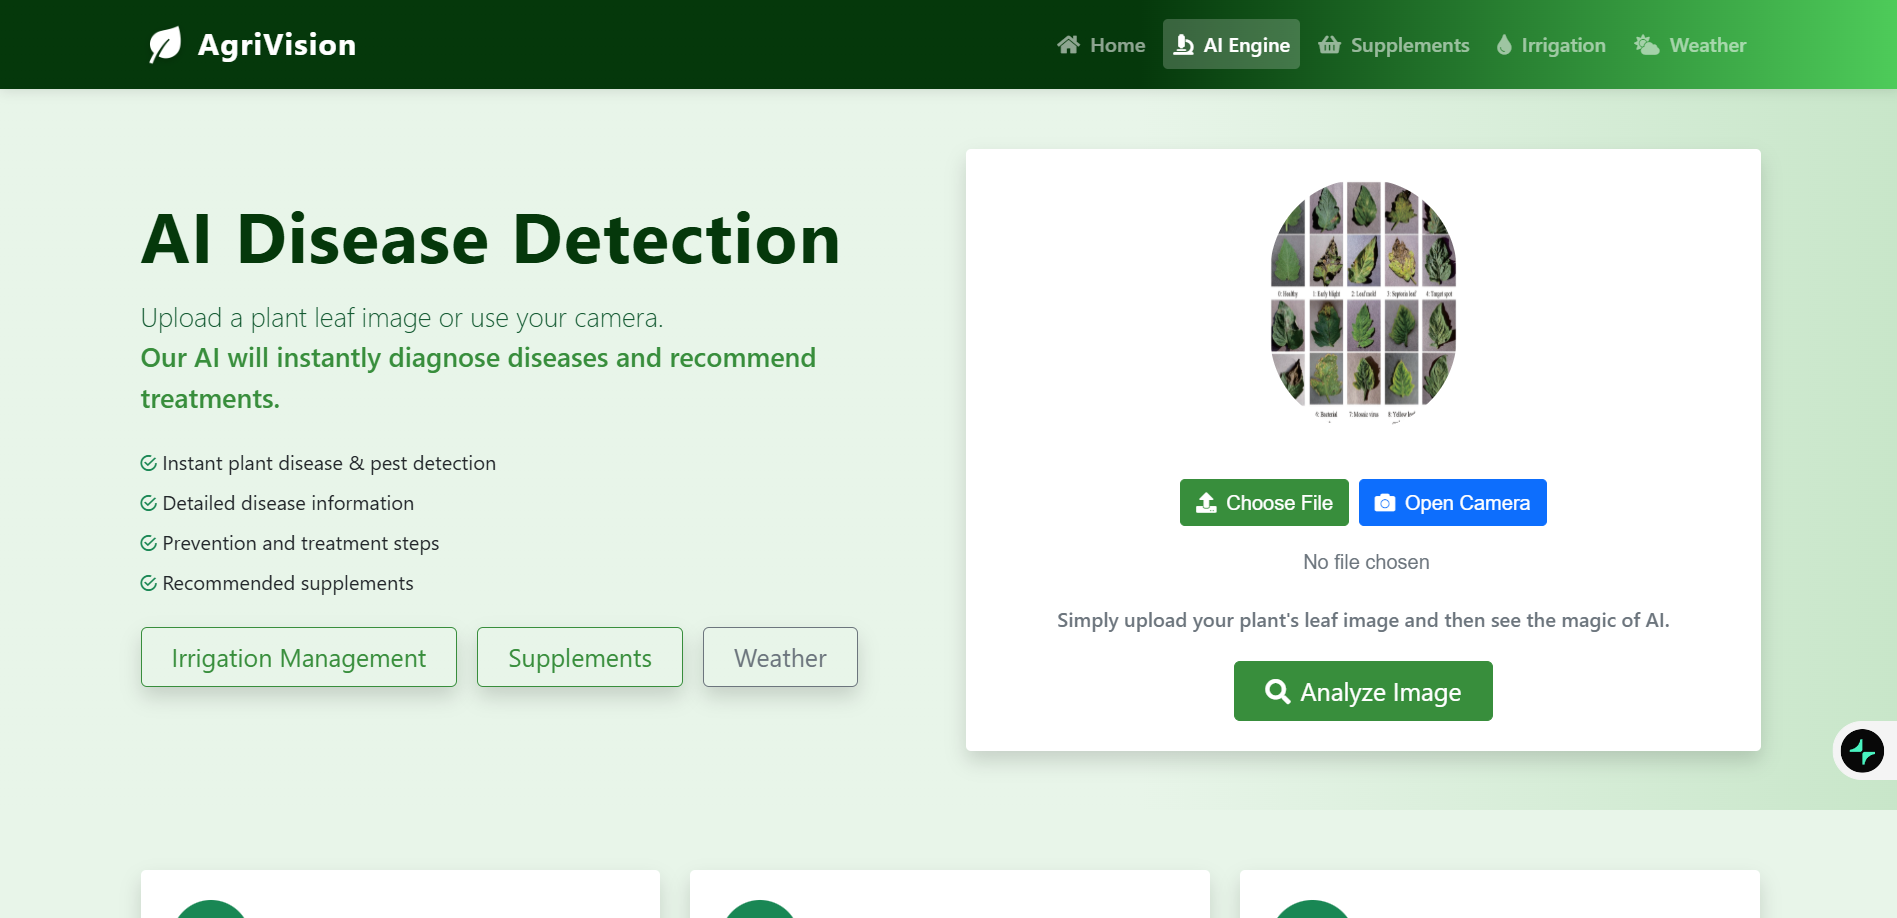 AgriVision
Home
AI Engine
Supplements
Irrigation
Weather
AI Disease Detection
Upload a plant leaf image or use your camera.
Our AI will instantly diagnose diseases and recommend
treatments.
Instant plant disease & pest detection
Detailed disease information
Prevention and treatment steps
Recommended supplements
Irrigation Management
Supplements
Weather
0: Healthy
1: Early blight
2: Leaf mold
3: Septoria leaf
4: Target spot
6: Bacterial
7: Mosaic virus
8: Yellow leaf
Choose File
Open Camera
No file chosen
Simply upload your plant's leaf image and then see the magic of AI.
Analyze Image